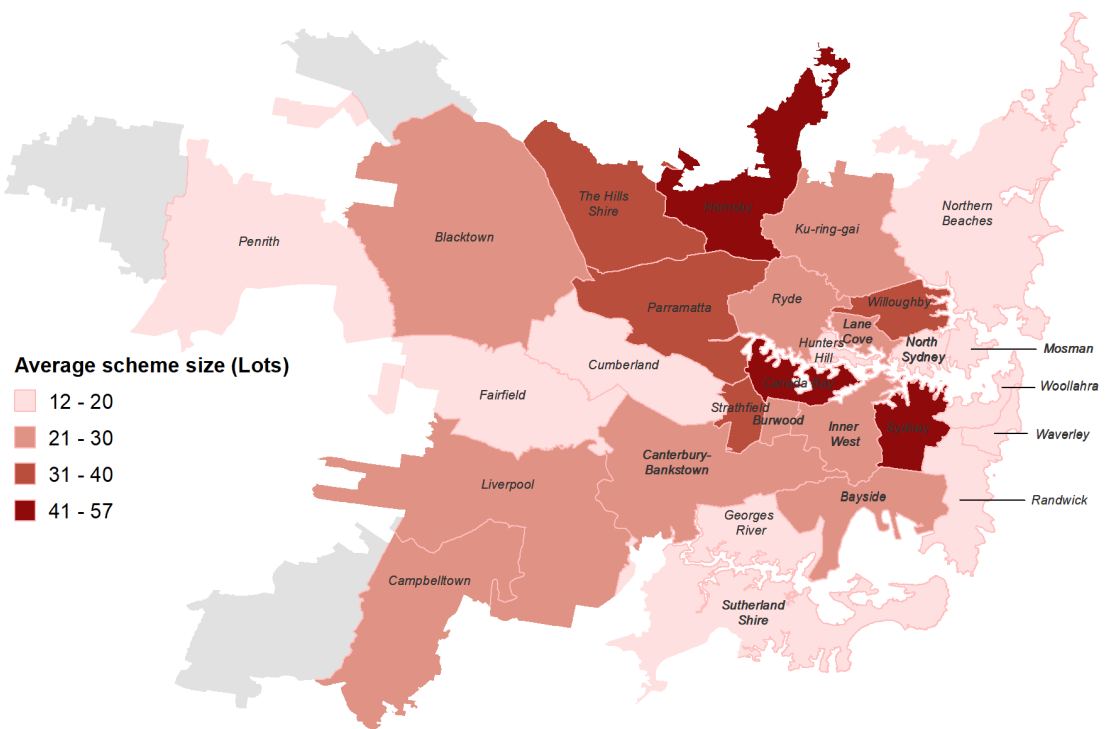 The Hills
Shire
Hornsby
Northern
Beaches
Ku-ring-gai
Penrith
Blacktown
Ryde
Willoughby
Parramatta
Lane
Cove
Hunters
Hill
North
Sydney
Mosman
Average scheme size (Lots)
12 - 20
21 - 30
31 - 40
41 - 57
Cumberland
Fairfield
Canada Bay
Woollahra
Strathfield
Burwood
Inner
West
Sydney
Waverley
Canterbury-
Bankstown
Liverpool
Bayside
Randwick
Georges
River
Campbelltown
Sutherland
Shire